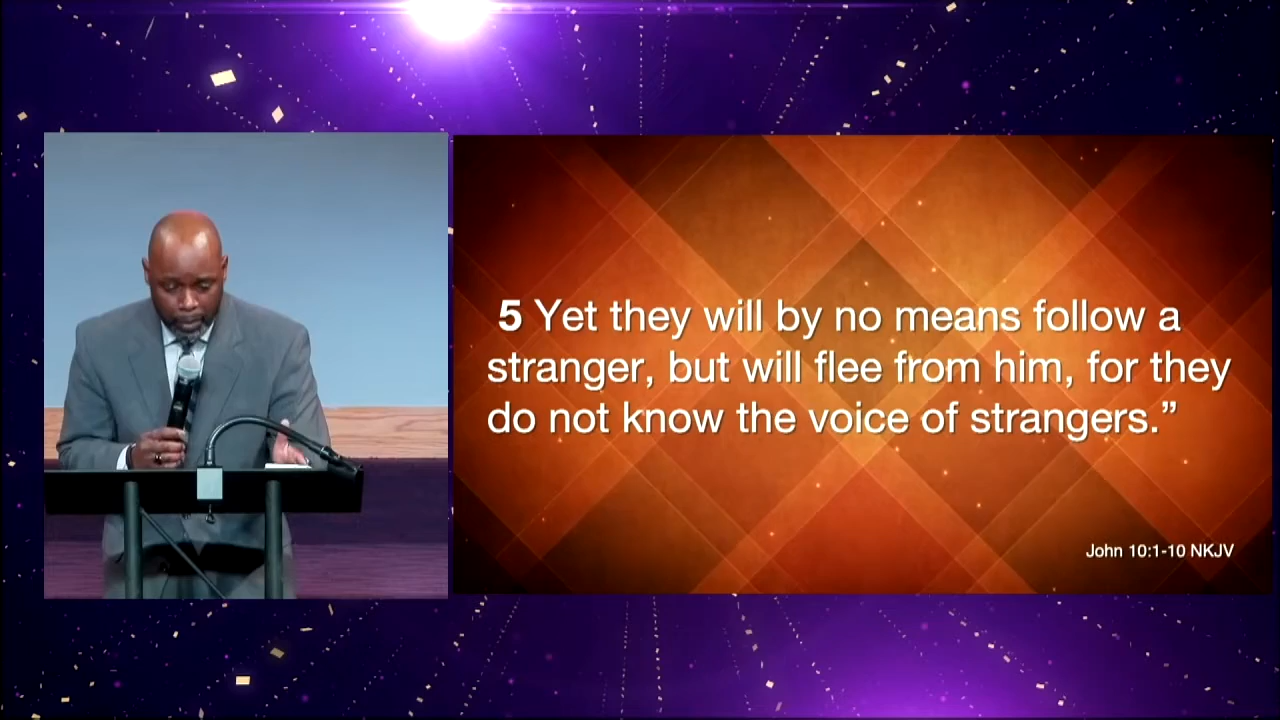 5 Yet they will by no means follow a
stranger, but will flee from him, for they
do not know the voice of strangers.”
John 10:1-10 NKJV